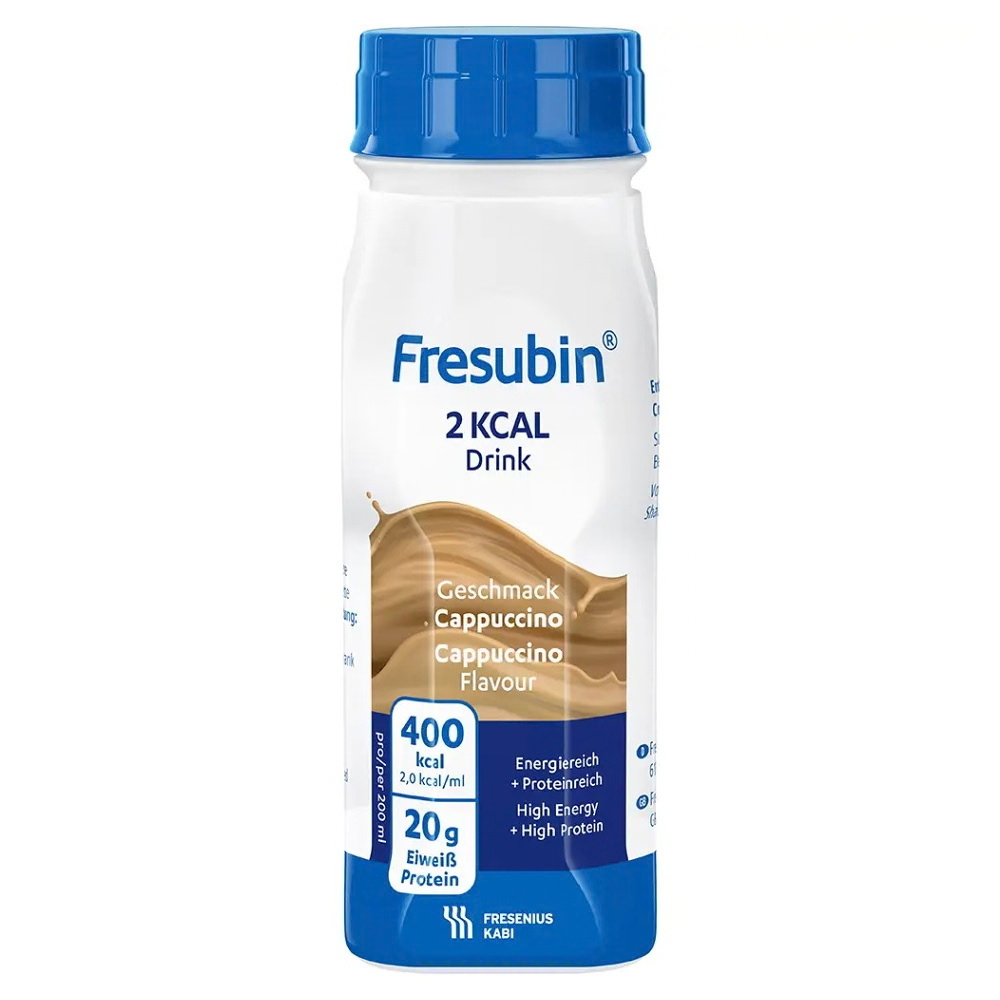 Fresubin®
2 KCAL
Drink
Geschmack
Cappuccino
Cappuccino
Flavour
400
kcal
2,0 kcal/ml
20g
Eiweiß
Protein
pro/per 200 ml
Energiereich
+ Proteinreich
High Energy
+ High Protein
FRESENIUS
KABI